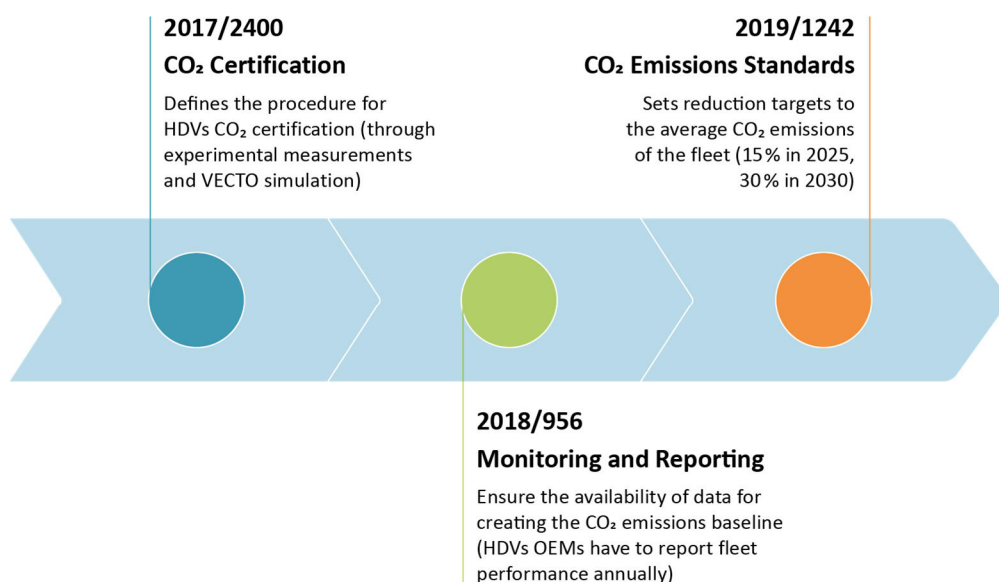 2017/2400
CO₂ Certification
Defines the procedure for
HDVs CO₂ certification (through
experimental measurements
and VECTO simulation)
2019/1242
CO₂ Emissions Standards
Sets reduction targets to
the average CO₂ emissions
of the fleet (15% in 2025,
30% in 2030)
2018/956
Monitoring and Reporting
Ensure the availability of data for
creating the CO₂ emissions baseline
(HDVs OEMs have to report fleet
performance annually)